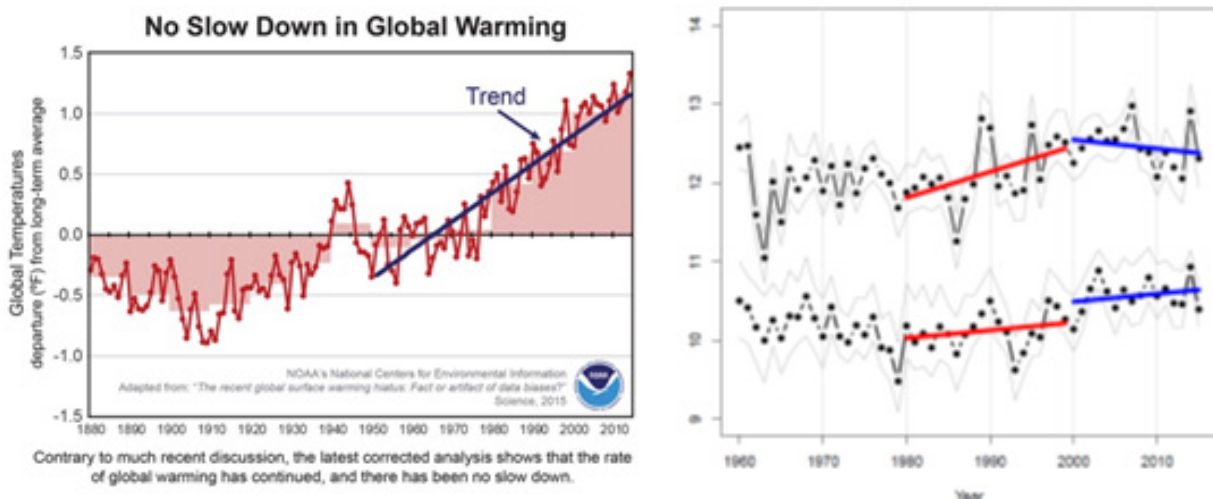 No Slow Down in Global Warming
Global Temperatures
departure (°F) from long-term average
1.5
1.0
0.5
0.0
-0.5
-1.0
-1.5
Trend
NOAA's National Centers for Environmental Information
Adapted from: "The recent global surface warming hiatus: Fact or artifact of data biases?"
Science, 2015
NOAA
1880 1890 1900 1910 1920 1930 1940 1950 1960 1970 1980 1990 2000 2010
Contrary to much recent discussion, the latest corrected analysis shows that the rate
of global warming has continued, and there has been no slow down.
14
13
12
11
10
9
1960 1970 1980 1990 2000 2010
Year